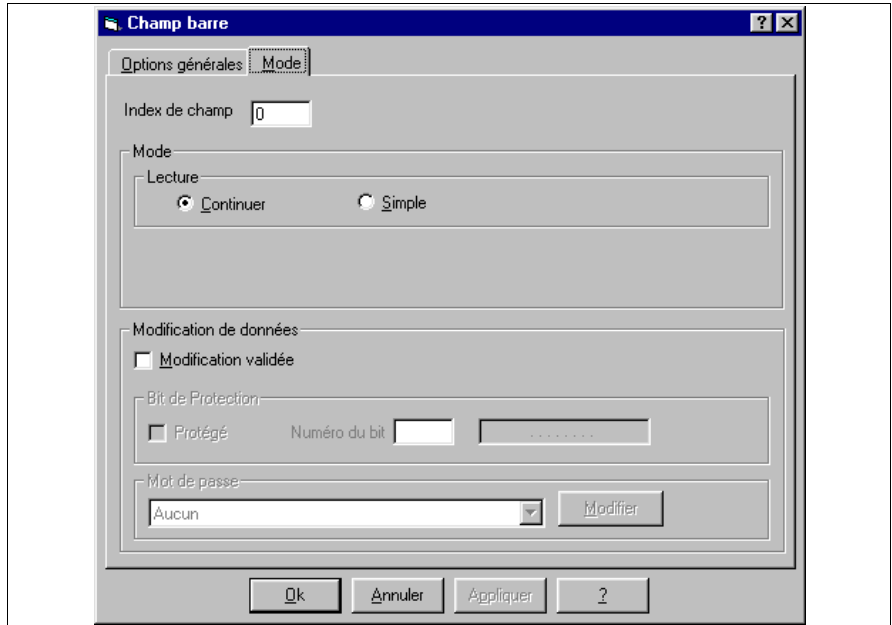 Champ barre
Options générales Mode
Index de champ 0
Mode
Lecture
Continuer Simple
Modification de données
Modification validée
Bit de Protection
Protégé Numéro du bit ........
Mot de passe
Aucun Modifier
Ok Annuler Appliquer ?